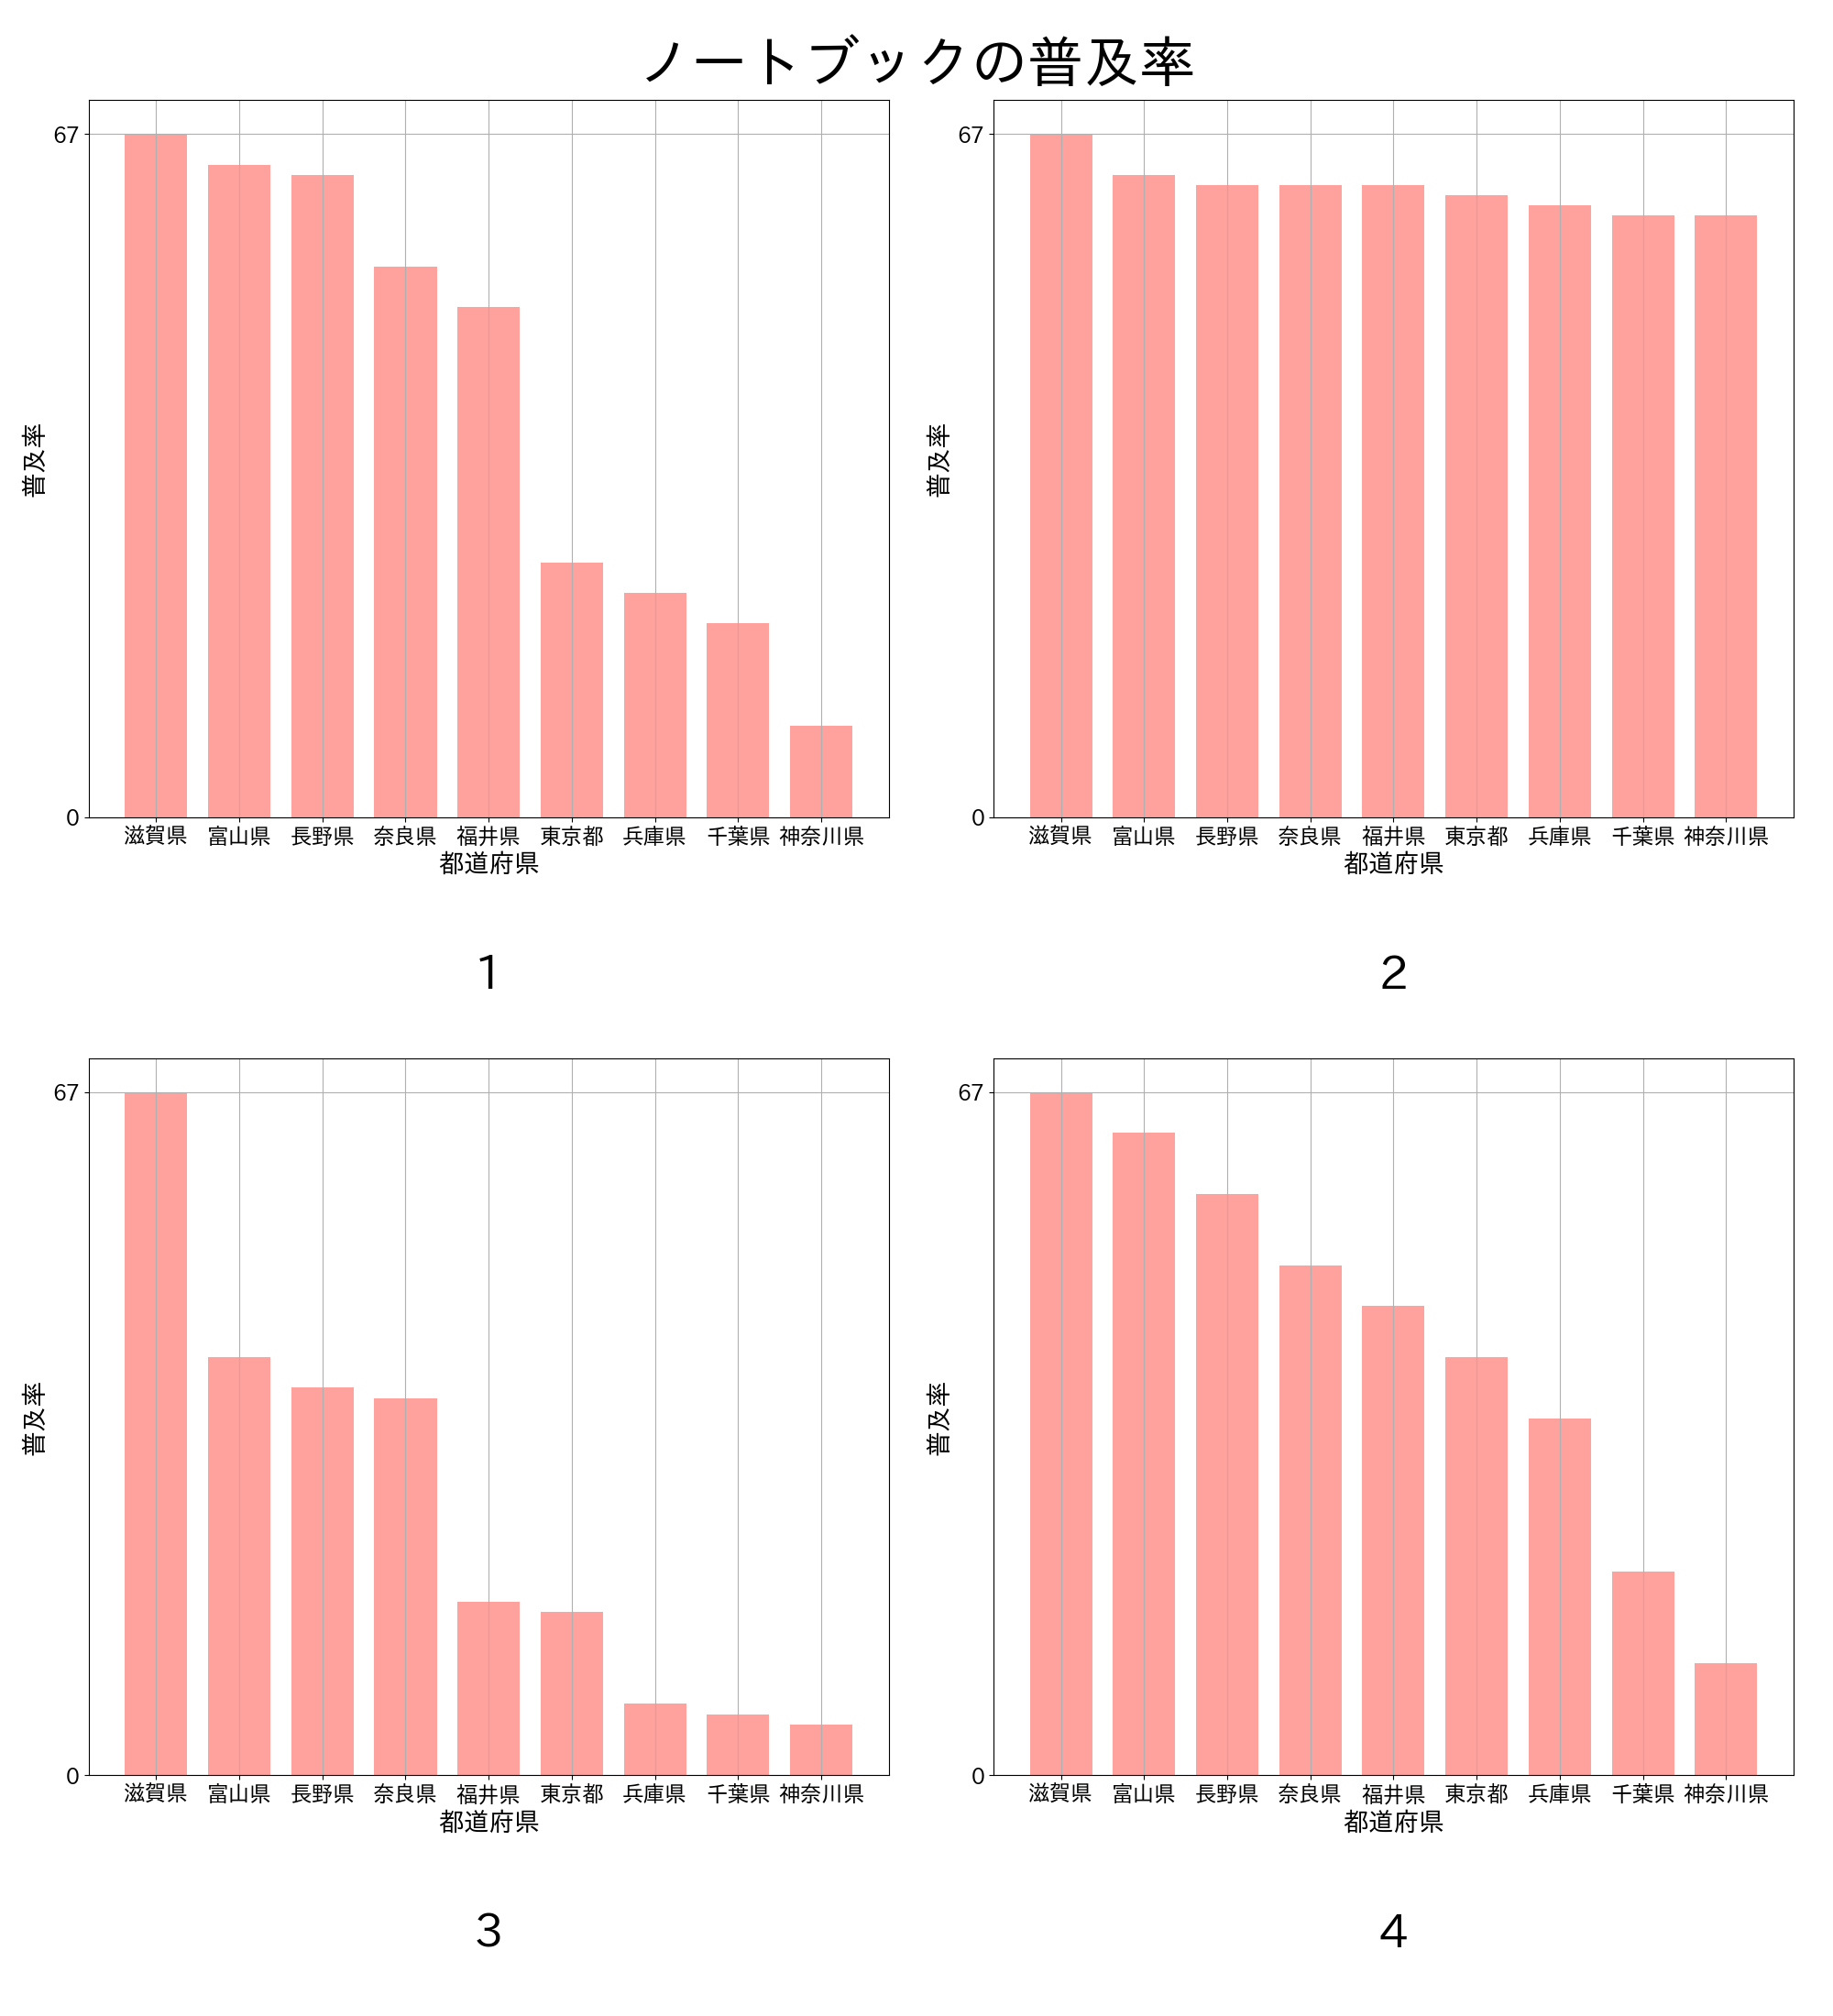 ノートブックの普及率
67
0
普及率
滋賀県 富山県 長野県 奈良県 福井県 東京都 兵庫県 千葉県 神奈川県
都道府県
1
67
0
普及率
滋賀県 富山県 長野県 奈良県 福井県 東京都 兵庫県 千葉県 神奈川県
都道府県
2
67
0
普及率
滋賀県 富山県 長野県 奈良県 福井県 東京都 兵庫県 千葉県 神奈川県
都道府県
3
67
0
普及率
滋賀県 富山県 長野県 奈良県 福井県 東京都 兵庫県 千葉県 神奈川県
都道府県
4